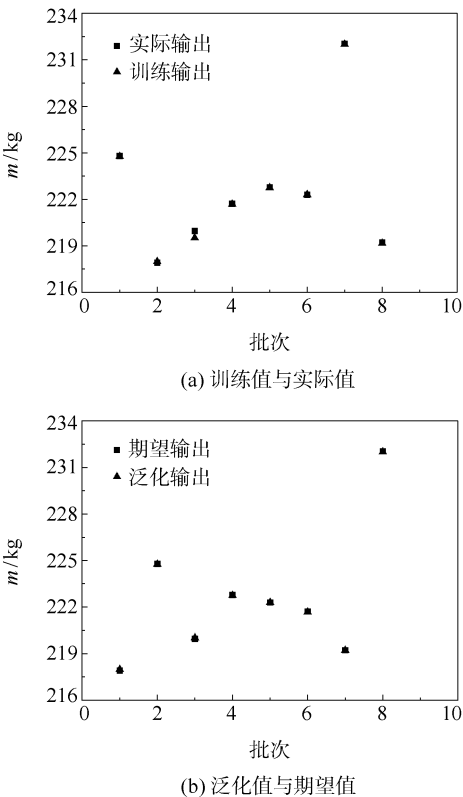 234
231
228
225
222
219
216
m/kg
■ 实际输出
▲ 训练输出
0 2 4 6 8 10
批次
(a) 训练值与实际值
234
231
228
225
222
219
216
m/kg
■ 期望输出
▲ 泛化输出
0 2 4 6 8 10
批次
(b) 泛化值与期望值